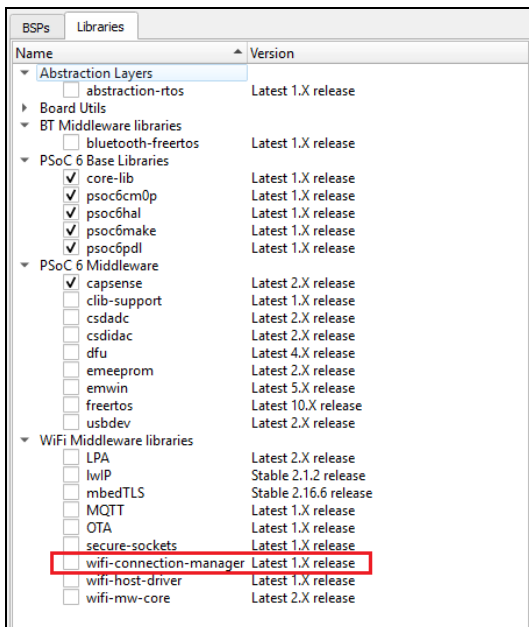 BSPs Libraries
Name Version
Abstraction Layers
abstraction-rtos Latest 1.X release
Board Utils
BT Middleware libraries
bluetooth-freertos Latest 1.X release
PSoC 6 Base Libraries
core-lib Latest 1.X release
psoc6cm0p Latest 1.X release
psoc6hal Latest 1.X release
psoc6make Latest 1.X release
psoc6pdl Latest 1.X release
PSoC 6 Middleware
capsense Latest 2.X release
clib-support Latest 1.X release
csdadc Latest 2.X release
csdidac Latest 2.X release
dfu Latest 4.X release
emeeprom Latest 2.X release
emwin Latest 5.X release
freertos Latest 10.X release
usbdev Latest 2.X release
WiFi Middleware libraries
LPA Latest 2.X release
lwIP Stable 2.1.2 release
mbedTLS Stable 2.16.6 release
MQTT Latest 1.X release
OTA Latest 1.X release
secure-sockets Latest 1.X release
wifi-connection-manager Latest 1.X release
wifi-host-driver Latest 1.X release
wifi-mw-core Latest 2.X release